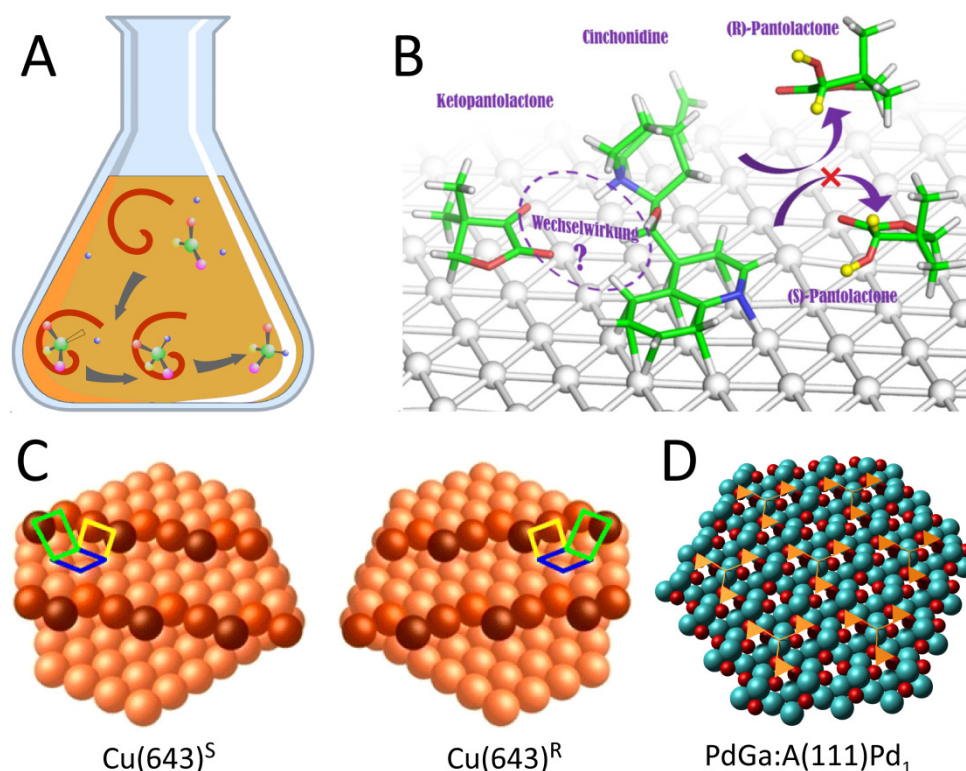 A
B
Cinchonidine
(R)-Pantolactone
Ketopantolactone
Wechselwirkung
?
(S)-Pantolactone
C
D
Cu(643)ˢ
Cu(643)ᴿ
PdGa:A(111)Pd₁